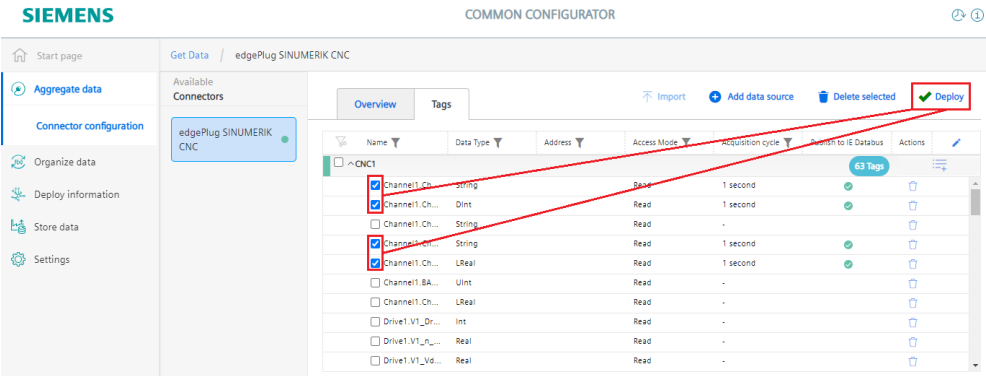 SIEMENS
COMMON CONFIGURATOR
Start page
Get Data / edgePlug SINUMERIK CNC
Aggregate data
Connector configuration
Organize data
Deploy information
Store data
Settings
Available
Connectors
edgePlug SINUMERIK
CNC
Overview Tags
Import Add data source Delete selected Deploy
Name Data Type Address Access Mode Acquisition cycle Publish to IE Databus Actions
CNC1 63 Tags
Channel1.Ch... String Read 1 second
Channel1.Ch... DInt Read 1 second
Channel1.Ch... String Read -
Channel1.Ch... String Read 1 second
Channel1.Ch... LReal Read 1 second
Channel1.BA... UInt Read -
Channel1.Ch... LReal Read -
Drive1.V1_Dr... Int Read -
Drive1.V1_n_... Real Read -
Drive1.V1_Vd... Real Read -